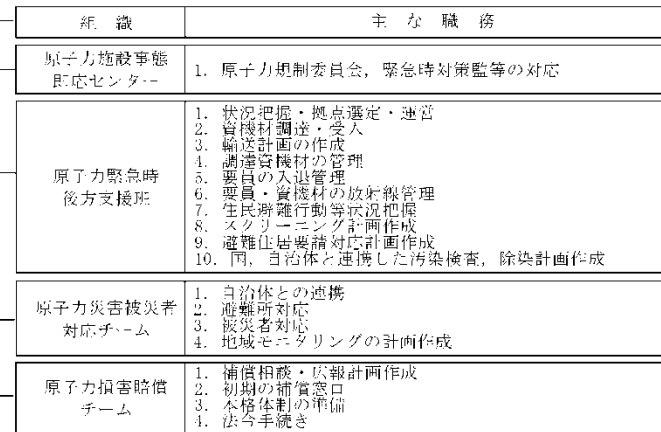 組　織　　主　な　職　務
原子力施設事態
即応センター
1. 原子力規制委員会，緊急時対策監等の対応
原子力緊急時
後方支援班
1. 状況把握・拠点選定・運営
2. 資機材調達・受入
3. 輸送計画の作成
4. 調達資機材の管理
5. 要員の入退管理
6. 要員・資機材の放射線管理
7. 住民避難行動等状況把握
8. スクリーニング計画作成
9. 避難住居要請対応計画作成
10. 国，自治体と連携した汚染検査，除染計画作成
原子力災害被災者
対応チーム
1. 自治体との連携
2. 避難所対応
3. 被災者対応
4. 地域モニタリングの計画作成
原子力損害賠償
チーム
1. 補償相談・広報計画作成
2. 初期の補償窓口
3. 本格体制の準備
4. 法令手続き